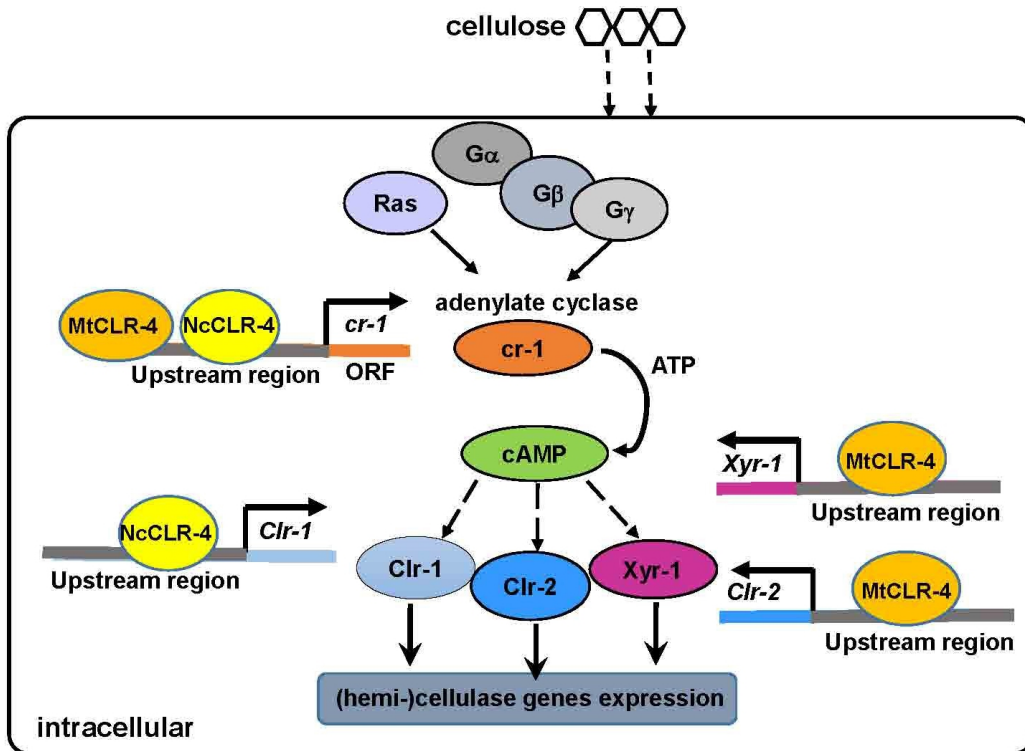 cellulose
Gα
Gβ
Gγ
Ras
adenylate cyclase
cr-1
MtCLR-4
NcCLR-4
cr-1
Upstream region
ORF
ATP
cAMP
Xyr-1
MtCLR-4
Upstream region
NcCLR-4
Clr-1
Upstream region
Clr-1
Clr-2
Xyr-1
Clr-2
MtCLR-4
Upstream region
(hemi-)cellulase genes expression
intracellular